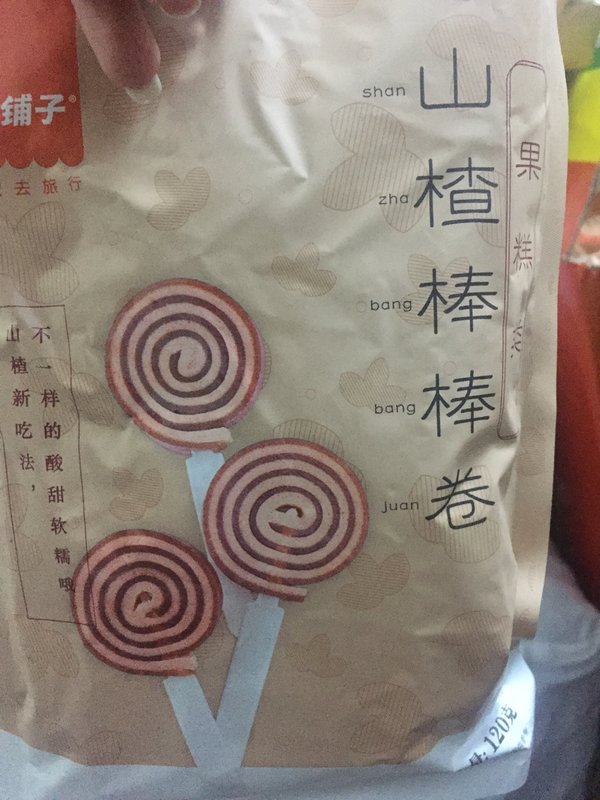 铺子®
去旅行
shan zha bang bang juan
山楂棒棒卷
果糕
山楂新吃法，
不一样的酸甜软糯哦
120克